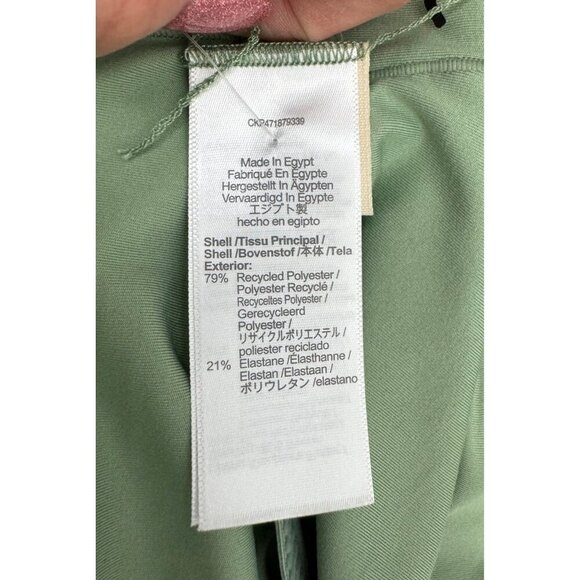 CKP471879339
Made In Egypt
Fabriqué En Egypte
Hergestellt In Ägypten
Vervaardigd In Egypte
エジプト製
hecho en egipto
Shell /Tissu Principal /
Shell /Bovenstof /本体 /Tela
Exterior:
79% Recycled Polyester /
Polyester Recyclé /
Recyceltes Polyester /
Gerecycleerd
Polyester /
リサイクルポリエステル /
poliester reciclado
21% Elastane /Élasthanne /
Elastan /Elastaan /
ポリウレタン /elastano